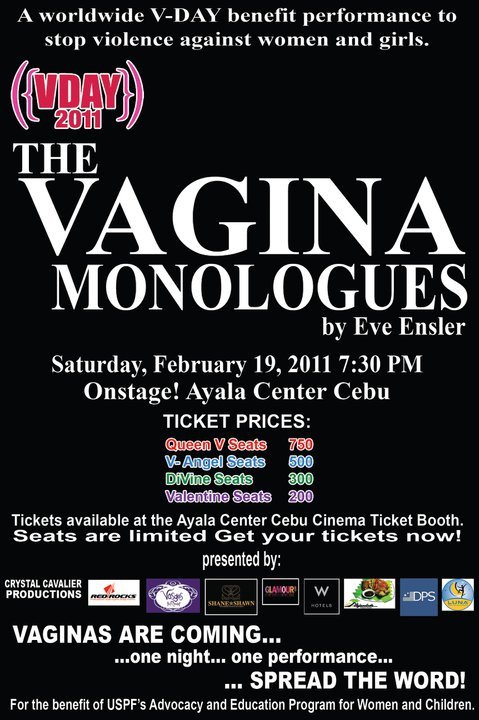 A worldwide V-DAY benefit performance to
stop violence against women and girls.
{{VDAY}}
2011
THE
VAGINA
MONOLOGUES
by Eve Ensler
Saturday, February 19, 2011 7:30 PM
Onstage! Ayala Center Cebu
TICKET PRICES:
Queen V Seats 750
V- Angel Seats 500
DiVine Seats 300
Valentine Seats 200
Tickets available at the Ayala Center Cebu Cinema Ticket Booth.
Seats are limited Get your tickets now!
presented by:
CRYSTAL CAVALIER
PRODUCTIONS
RED ROCKS
SHANE & SHAWN
GLAMOUR
W
HOTELS
DPS
LUNA
VAGINAS ARE COMING...
...one night... one performance...
... SPREAD THE WORD!
For the benefit of USPF's Advocacy and Education Program for Women and Children.